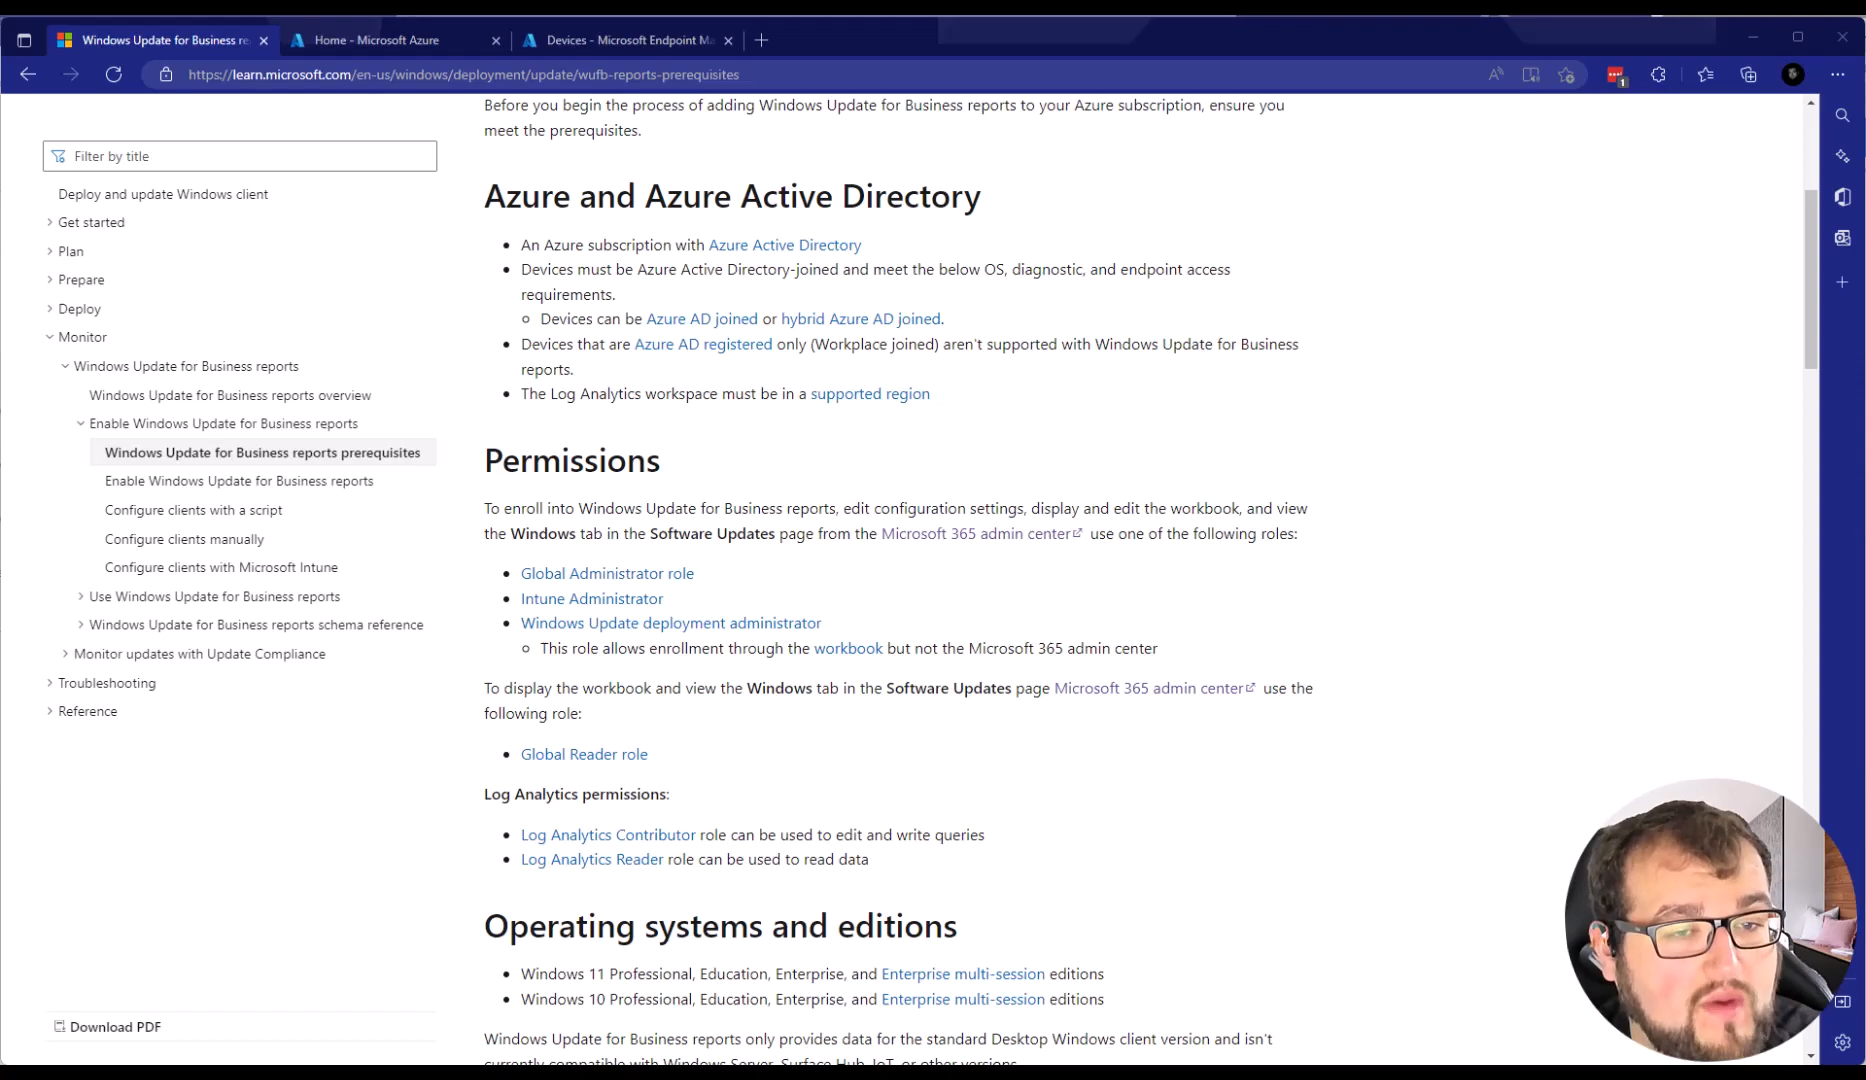 Windows Update for Business re
Home - Microsoft Azure
Devices - Microsoft Endpoint Ma
https://learn.microsoft.com/en-us/windows/deployment/update/wufb-reports-prerequisites
1
Filter by title
Deploy and update Windows client
Get started
Plan
Prepare
Deploy
Monitor
Windows Update for Business reports
Windows Update for Business reports overview
Enable Windows Update for Business reports
Windows Update for Business reports prerequisites
Enable Windows Update for Business reports
Configure clients with a script
Configure clients manually
Configure clients with Microsoft Intune
Use Windows Update for Business reports
Windows Update for Business reports schema reference
Monitor updates with Update Compliance
Troubleshooting
Reference
Download PDF
Before you begin the process of adding Windows Update for Business reports to your Azure subscription, ensure you
meet the prerequisites.
Azure and Azure Active Directory
An Azure subscription with Azure Active Directory
Devices must be Azure Active Directory-joined and meet the below OS, diagnostic, and endpoint access
requirements.
Devices can be Azure AD joined or hybrid Azure AD joined.
Devices that are Azure AD registered only (Workplace joined) aren't supported with Windows Update for Business
reports.
The Log Analytics workspace must be in a supported region
Permissions
To enroll into Windows Update for Business reports, edit configuration settings, display and edit the workbook, and view
the Windows tab in the Software Updates page from the Microsoft 365 admin center use one of the following roles:
Global Administrator role
Intune Administrator
Windows Update deployment administrator
This role allows enrollment through the workbook but not the Microsoft 365 admin center
To display the workbook and view the Windows tab in the Software Updates page Microsoft 365 admin center use the
following role:
Global Reader role
Log Analytics permissions:
Log Analytics Contributor role can be used to edit and write queries
Log Analytics Reader role can be used to read data
Operating systems and editions
Windows 11 Professional, Education, Enterprise, and Enterprise multi-session editions
Windows 10 Professional, Education, Enterprise, and Enterprise multi-session editions
Windows Update for Business reports only provides data for the standard Desktop Windows client version and isn't
currently compatible with Windows Server, Surface Hub, IoT, or other versions.